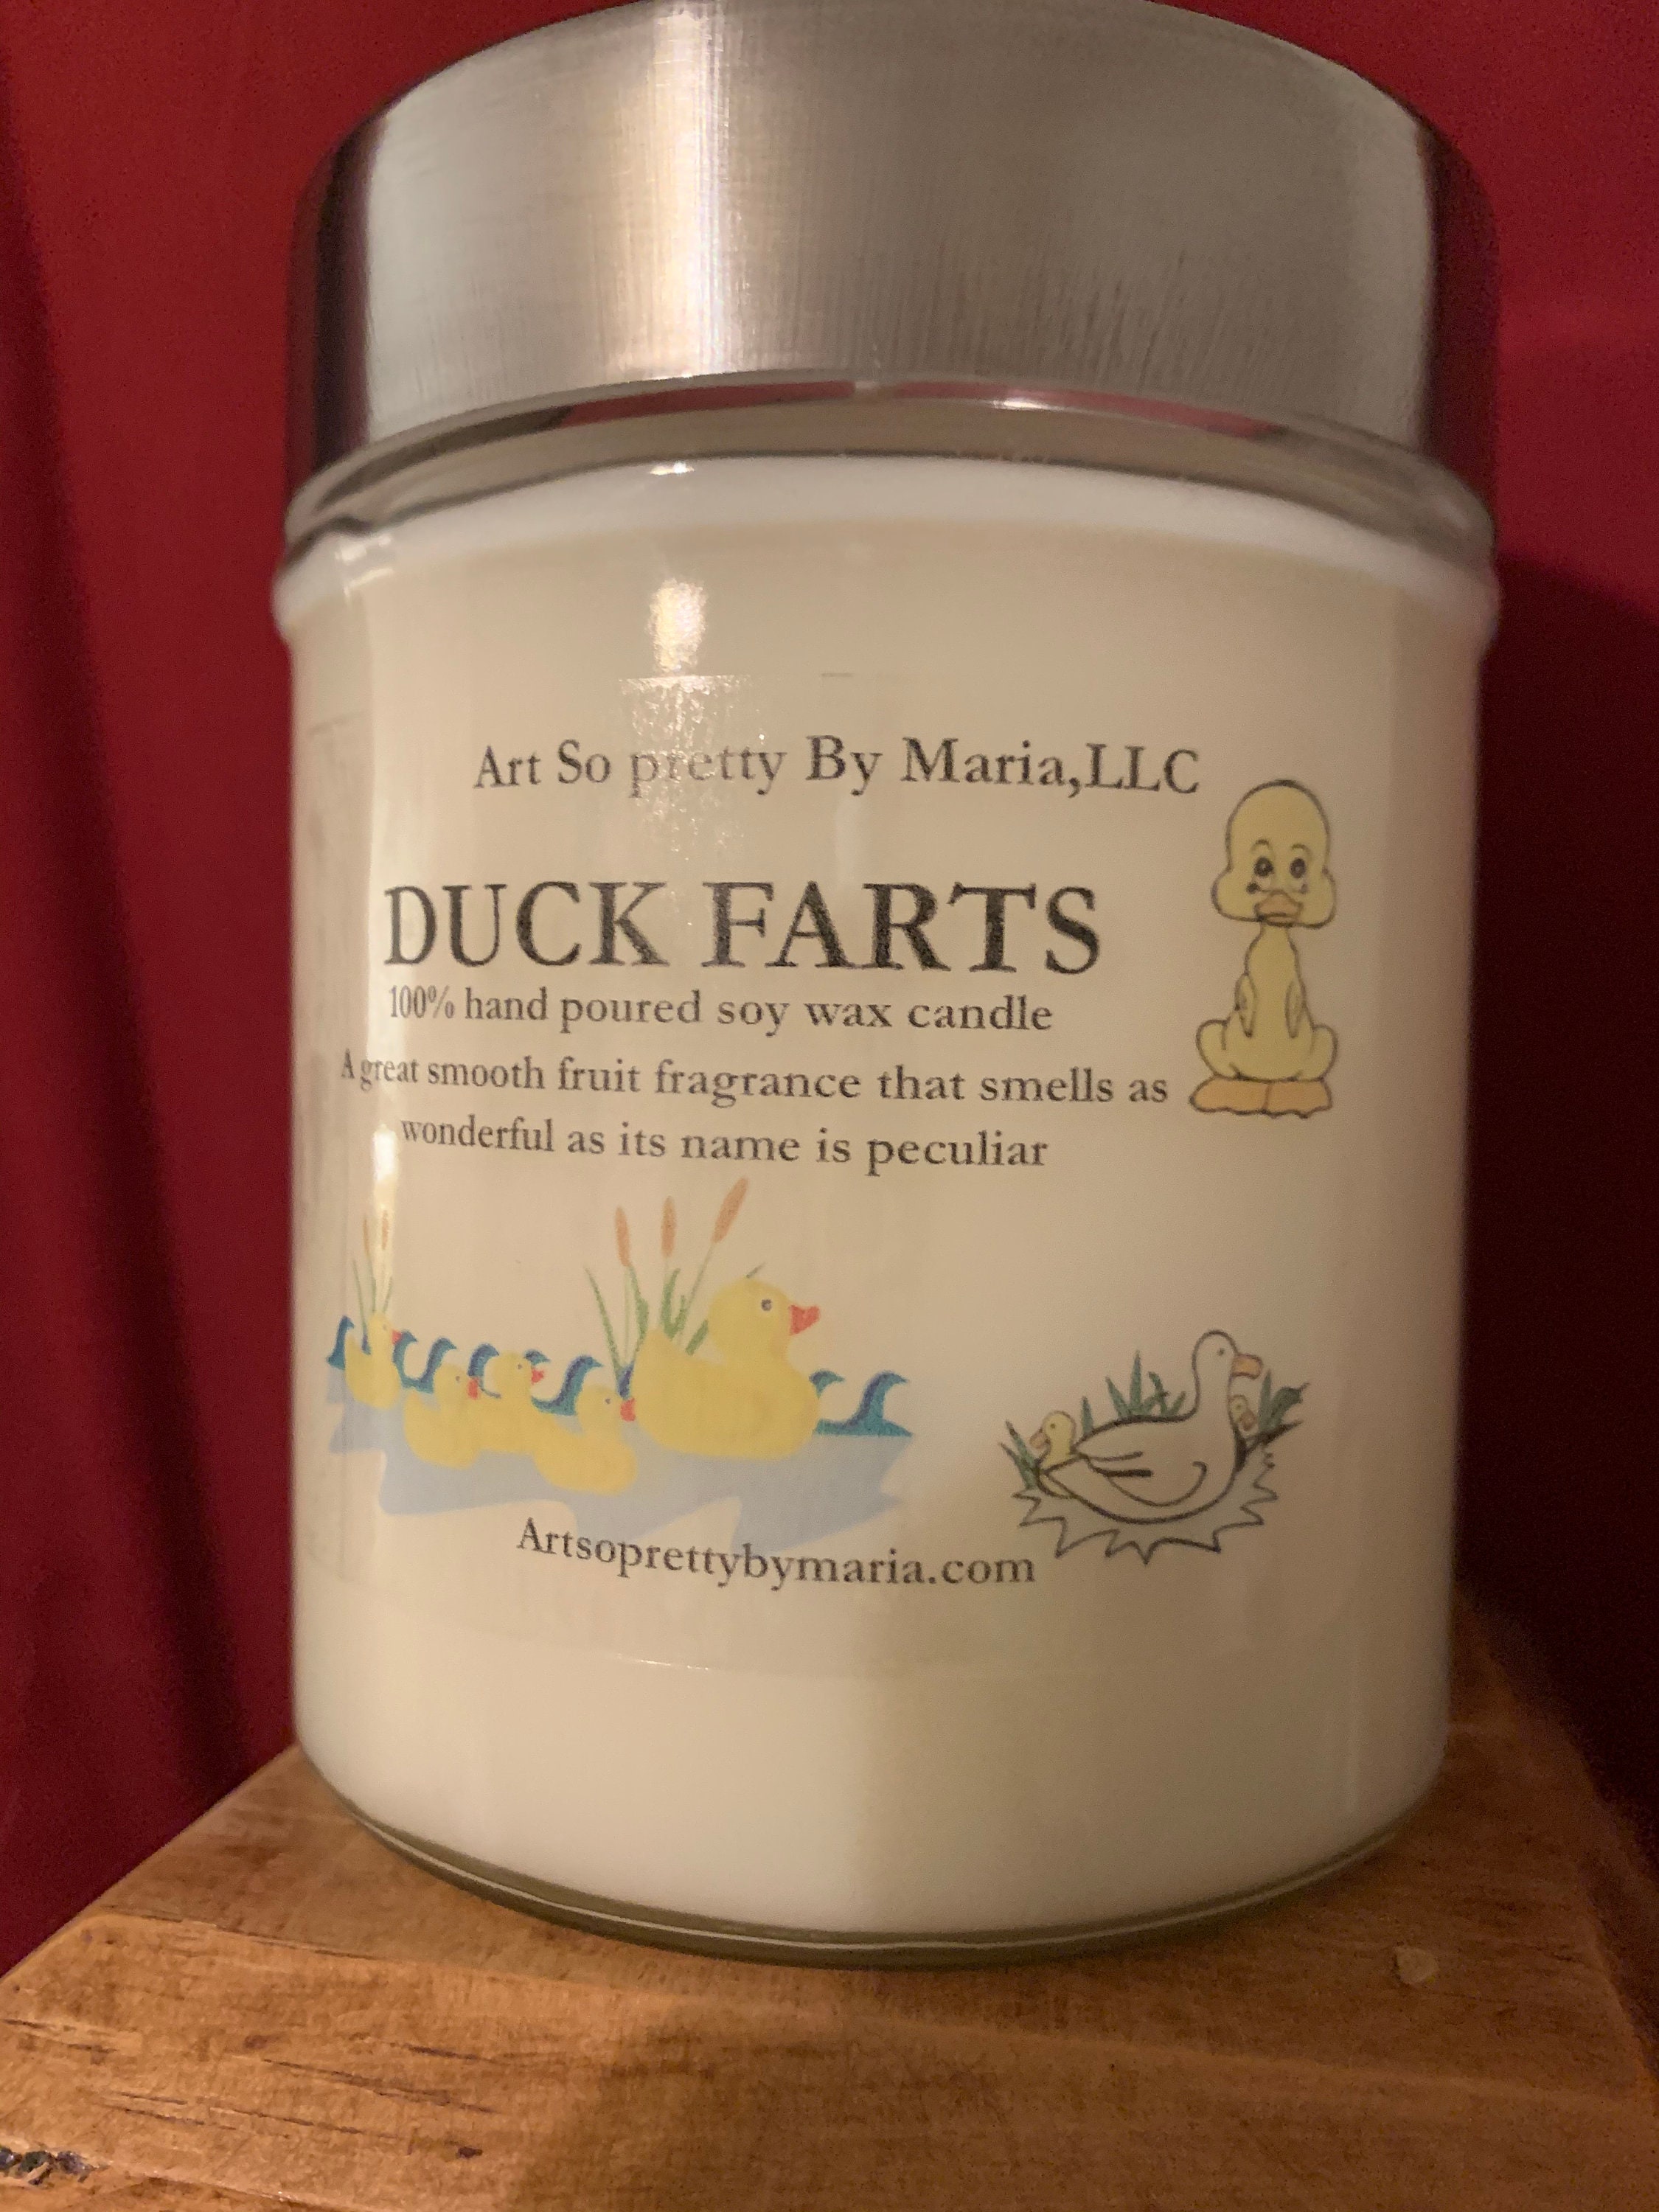 Art So pretty By Maria,LLC
DUCK FARTS
100% hand poured soy wax candle
A great smooth fruit fragrance that smells as
wonderful as its name is peculiar
Artsoprettybymaria.com